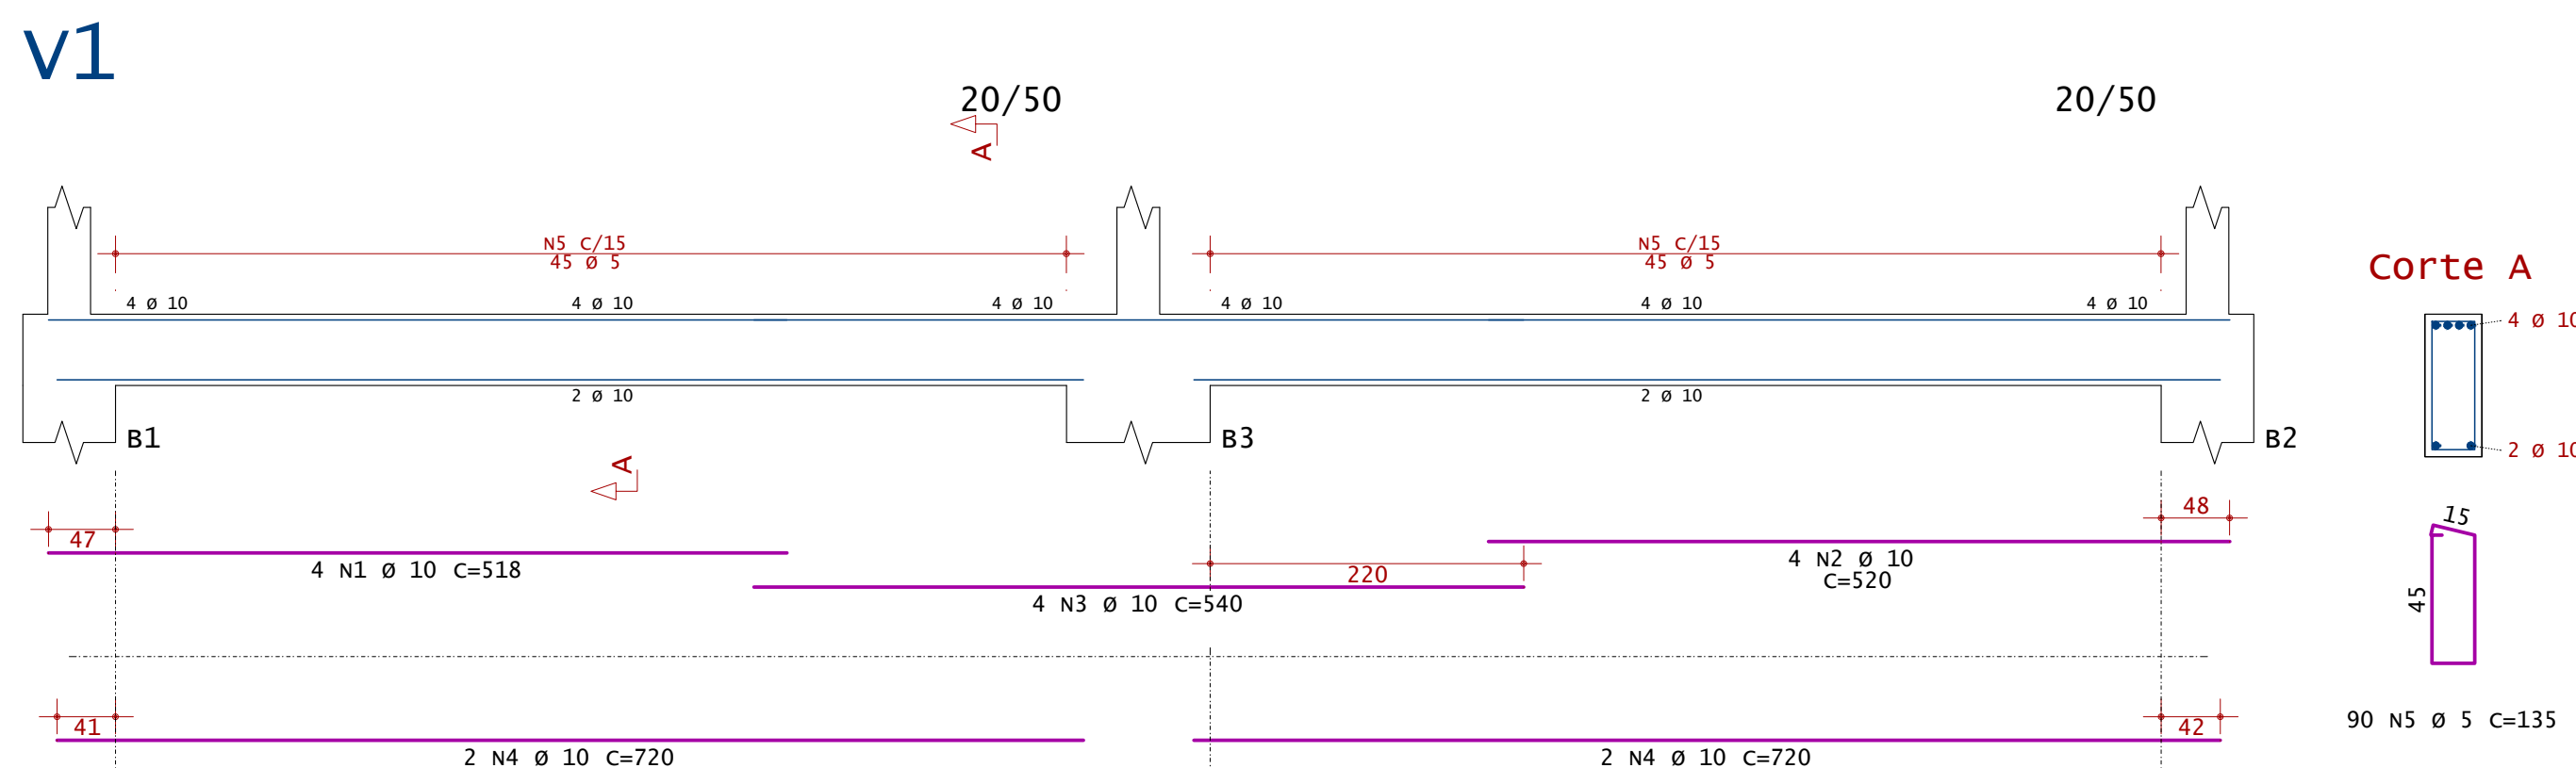 V1
20/50
20/50
A
N5 C/15
45 Ø 5
N5 C/15
45 Ø 5
Corte A
4 Ø 10
4 Ø 10
4 Ø 10
4 Ø 10
4 Ø 10
4 Ø 10
4 Ø 10
2 Ø 10
2 Ø 10
B1
B3
B2
2 Ø 10
A
47
4 N1 Ø 10 C=518
48
4 N2 Ø 10
C=520
220
4 N3 Ø 10 C=540
15
45
41
2 N4 Ø 10 C=720
42
2 N4 Ø 10 C=720
90 N5 Ø 5 C=135